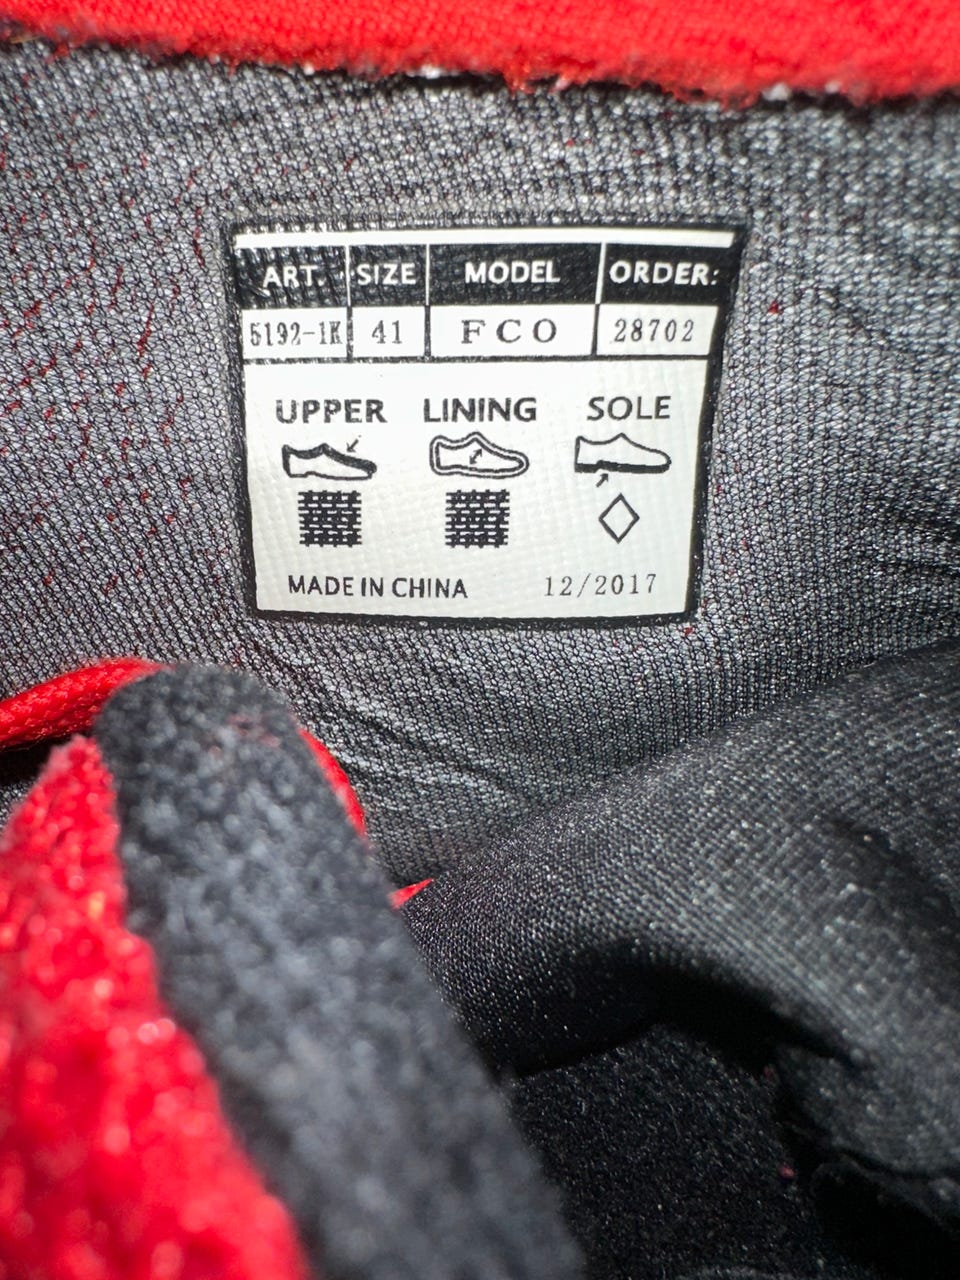 ART. SIZE MODEL ORDER:
5192-1K 41 FCO 28702
UPPER LINING SOLE
MADE IN CHINA 12/2017